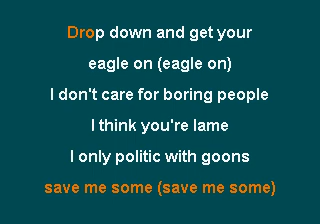 Drop down and get your
eagle on (eagle on)
I don't care for boring people
I think you're lame
I only politic with goons
save me some (save me some)